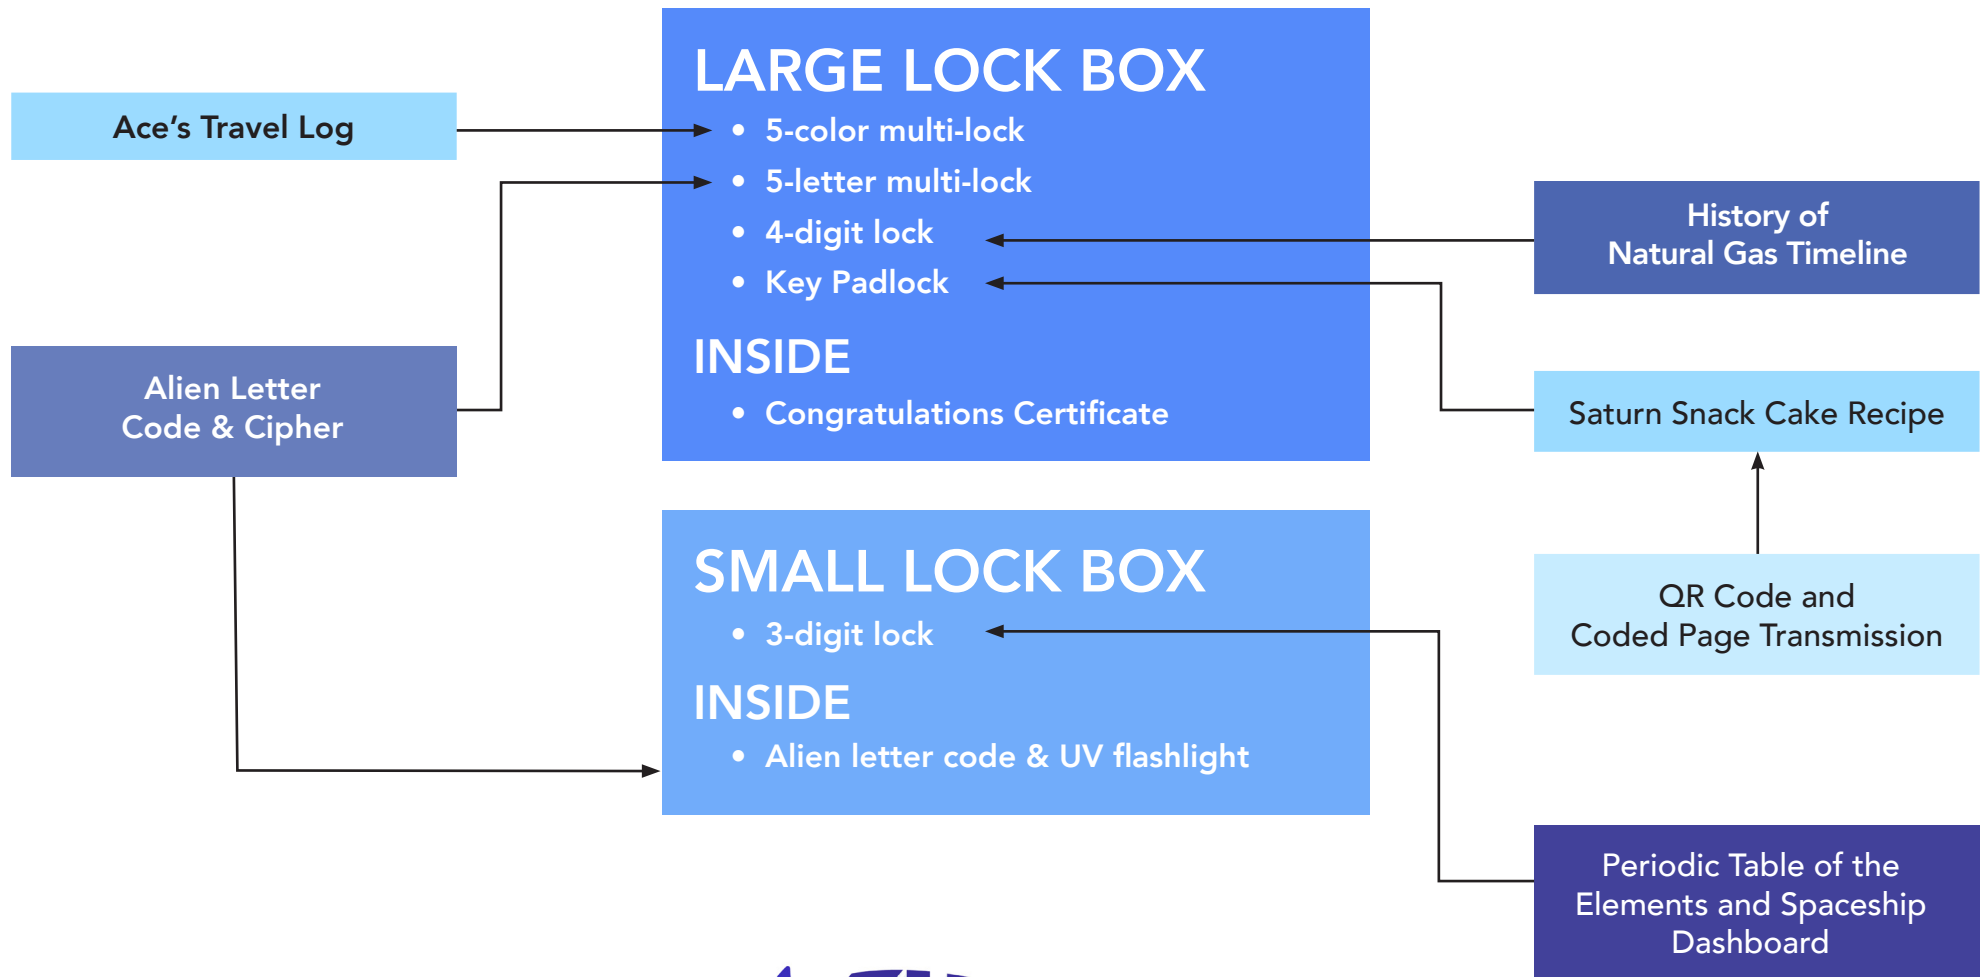 LARGE LOCK BOX
• 5-color multi-lock
• 5-letter multi-lock
• 4-digit lock
• Key Padlock
INSIDE
• Congratulations Certificate
Ace’s Travel Log
Alien Letter
Code & Cipher
History of
Natural Gas Timeline
Saturn Snack Cake Recipe
QR Code and
Coded Page Transmission
SMALL LOCK BOX
• 3-digit lock
INSIDE
• Alien letter code & UV flashlight
Periodic Table of the
Elements and Spaceship
Dashboard